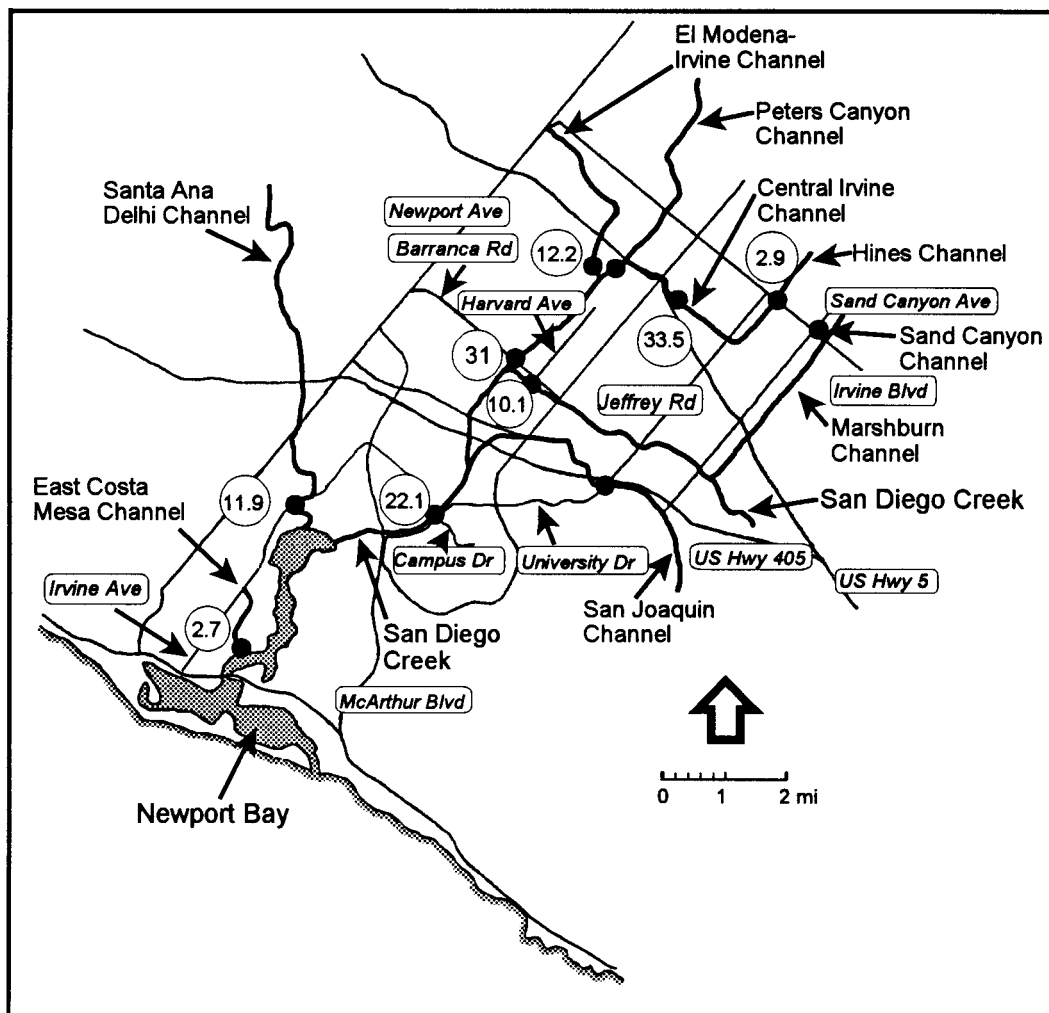 El Modena-
Irvine Channel
Peters Canyon
Channel
Santa Ana
Delhi Channel
Central Irvine
Channel
Newport Ave
Barranca Rd
12.2
2.9
Hines Channel
Harvard Ave
Sand Canyon Ave
Sand Canyon
Channel
31
33.5
10.1
Jeffrey Rd
Irvine Blvd
Marshburn
Channel
East Costa
Mesa Channel
11.9
22.1
San Diego Creek
Campus Dr
University Dr
US Hwy 405
US Hwy 5
Irvine Ave
2.7
San Diego
Creek
San Joaquin
Channel
McArthur Blvd
Newport Bay
0 1 2 mi